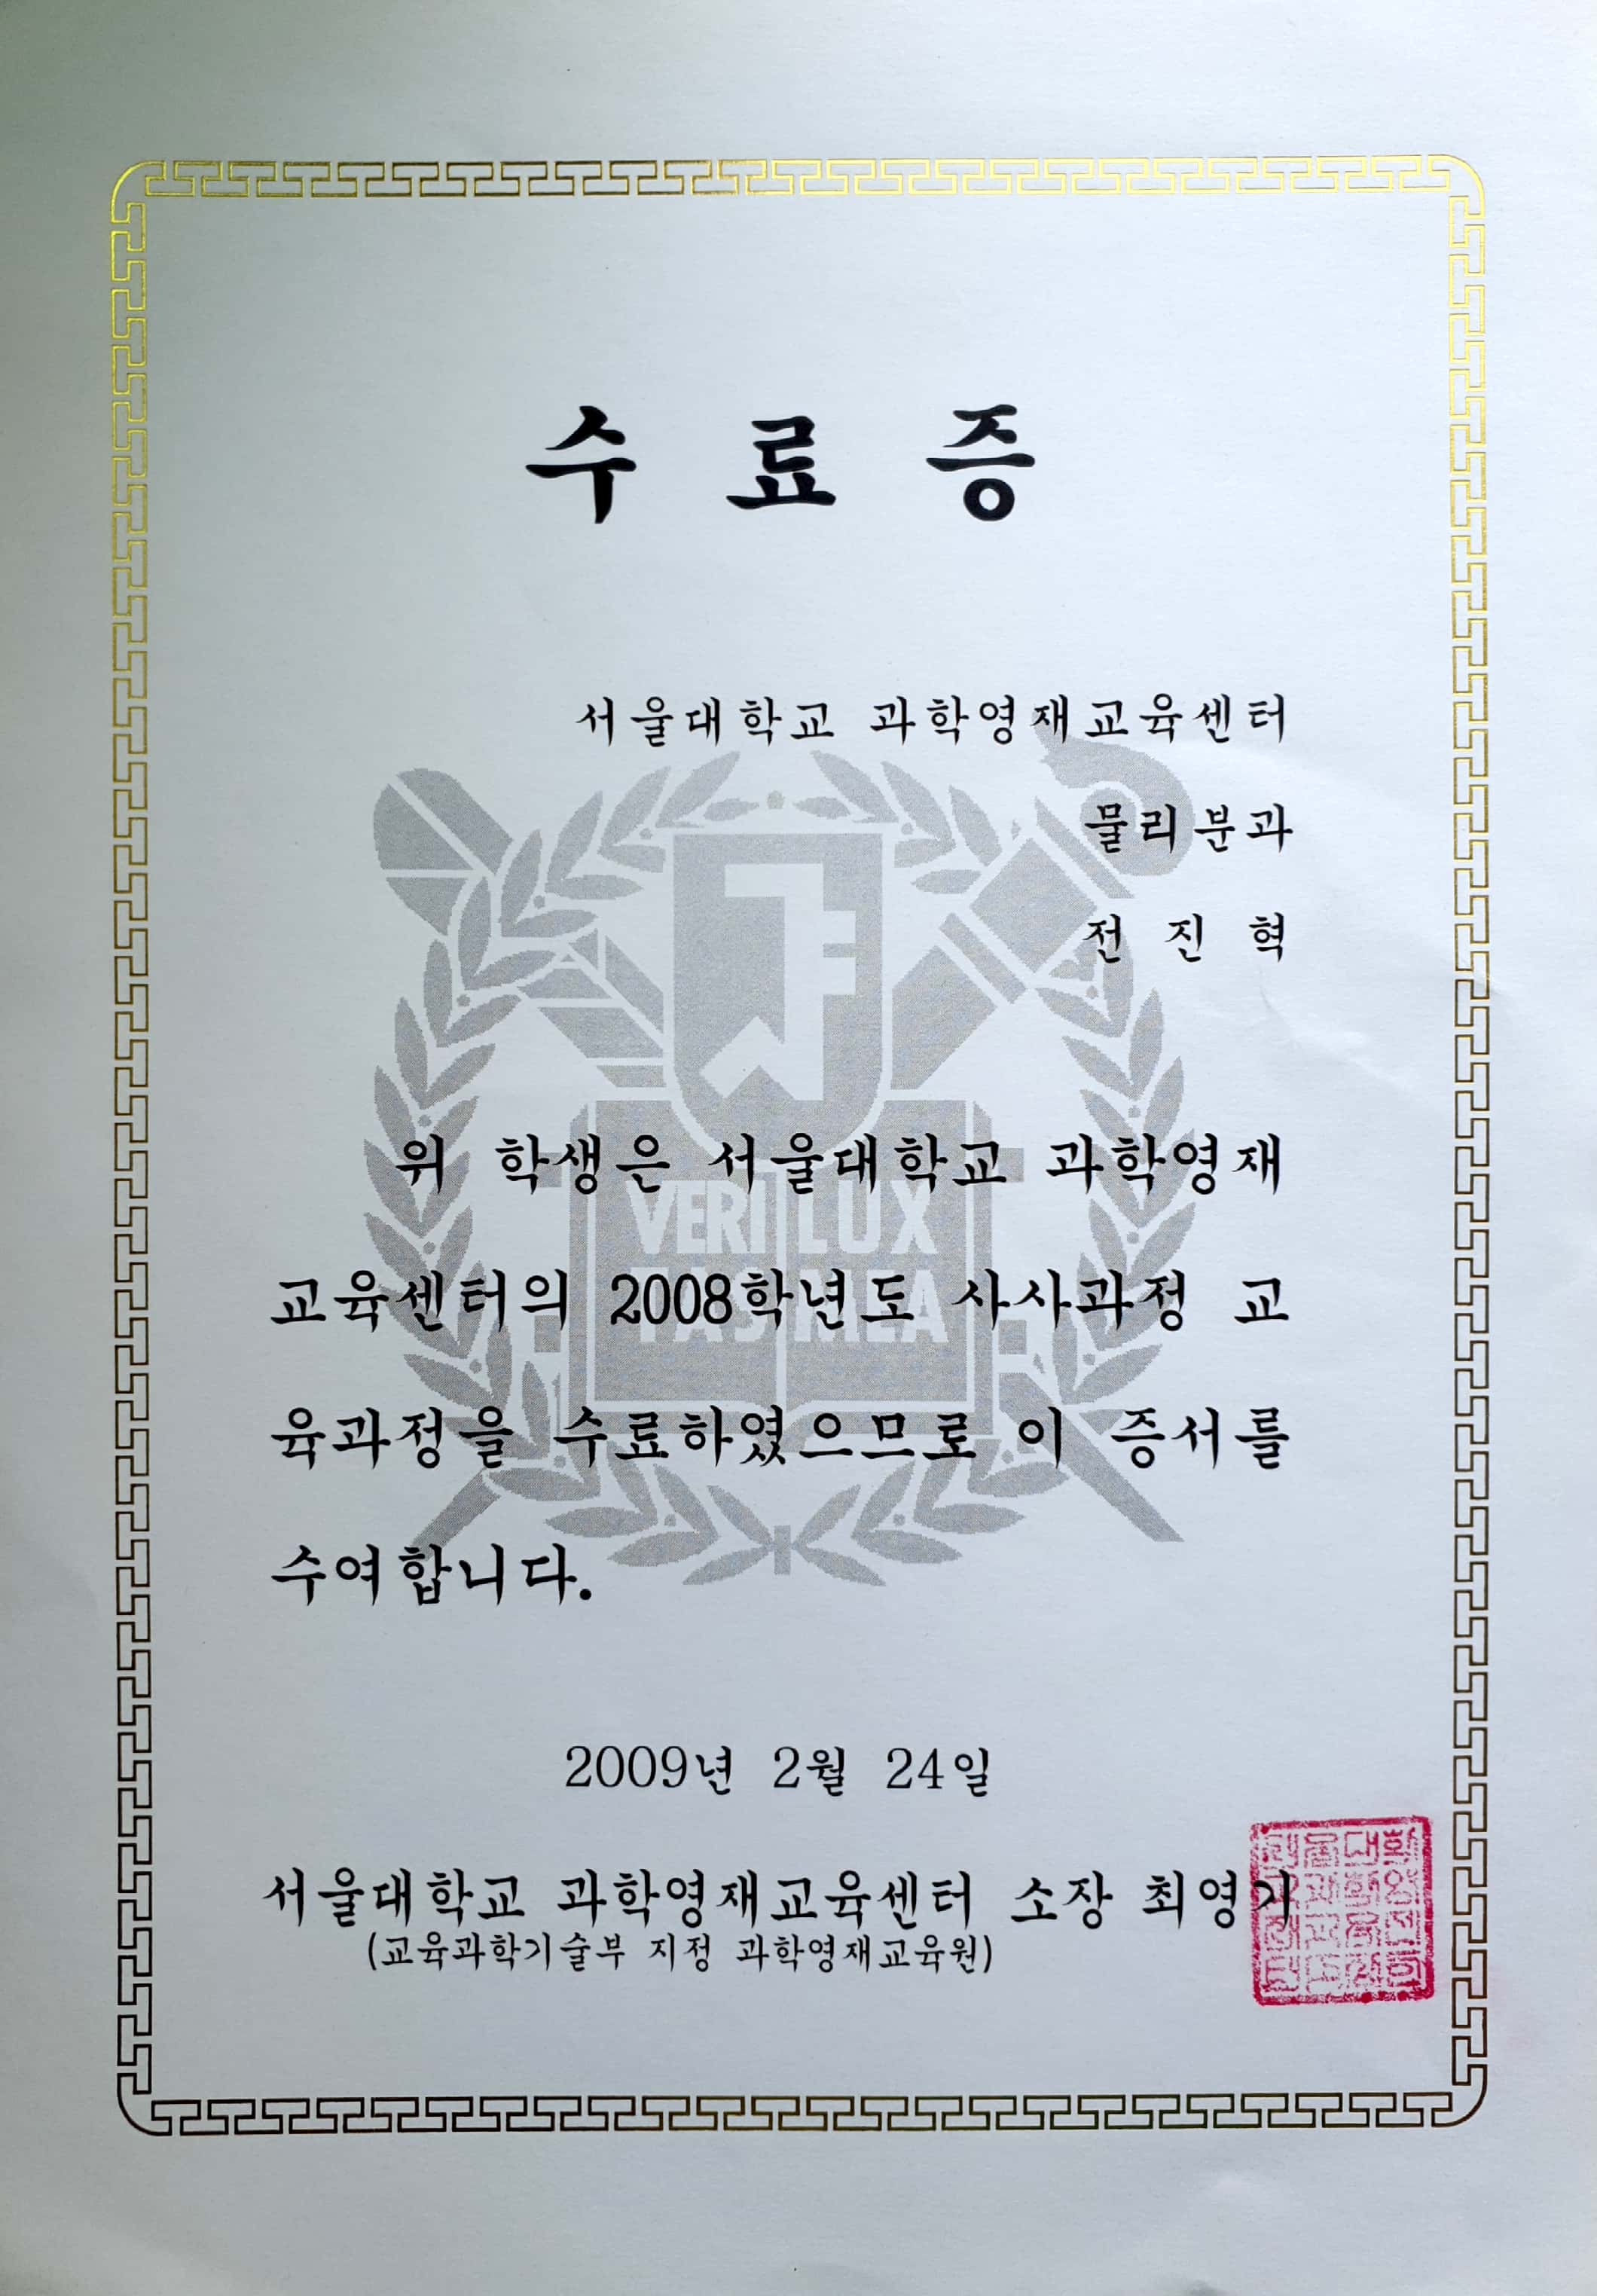 수 료 증
서울대학교 과학영재교육센터
물리분과
전 진 혁
위 학생은 서울대학교 과학영재
교육센터의 2008학년도 사사과정 교
육과정을 수료하였으므로 이 증서를
수여합니다.
VERI LUX
TAS MEA
2009년 2월 24일
서울대학교 과학영재교육센터 소장 최영기
(교육과학기술부 지정 과학영재교육원)